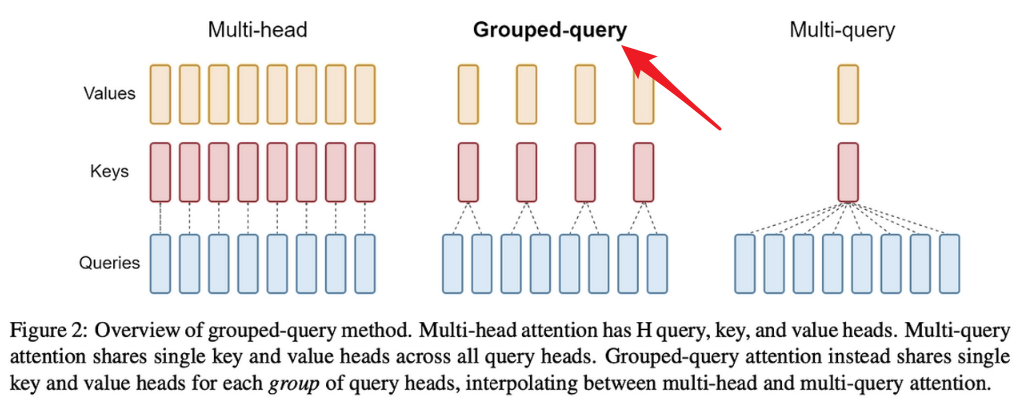 Multi-head
Grouped-query
Multi-query
Values
Keys
Queries
Figure 2: Overview of grouped-query method. Multi-head attention has H query, key, and value heads. Multi-query
attention shares single key and value heads across all query heads. Grouped-query attention instead shares single
key and value heads for each group of query heads, interpolating between multi-head and multi-query attention.